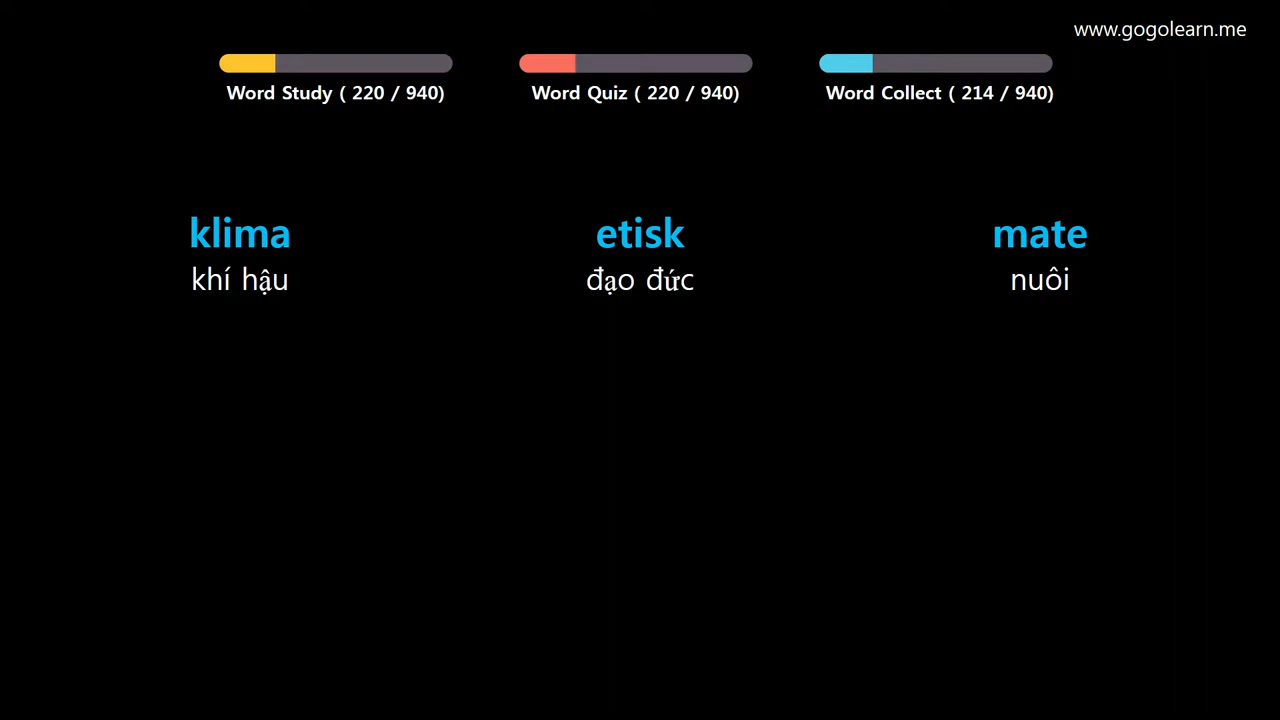 www.gogolearn.me
Word Study ( 220 / 940)
Word Quiz ( 220 / 940)
Word Collect ( 214 / 940)
klima
khí hậu
etisk
đạo đức
mate
nuôi